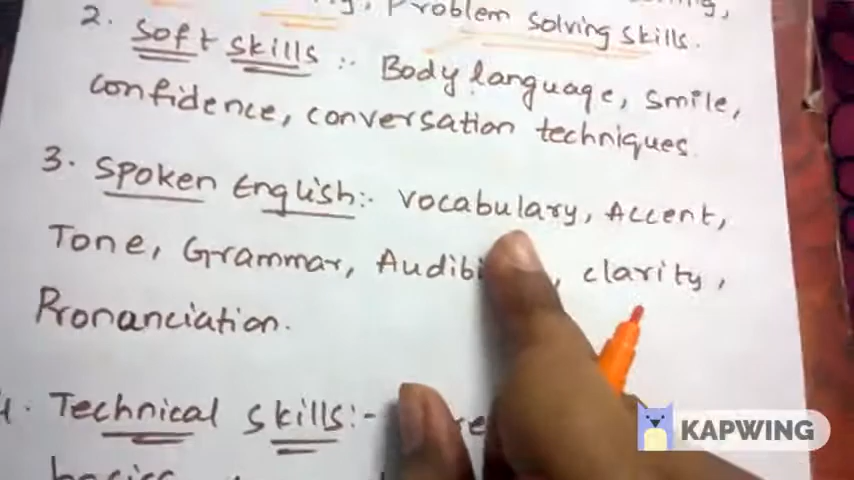 Problem solving skills.
2. Soft skills :- Body language, smile,
confidence, conversation techniques.
3. Spoken English:- vocabulary, Accent,
Tone, Grammar, , clarity,
Pronanciation.
Technical skills:-
KAPWING